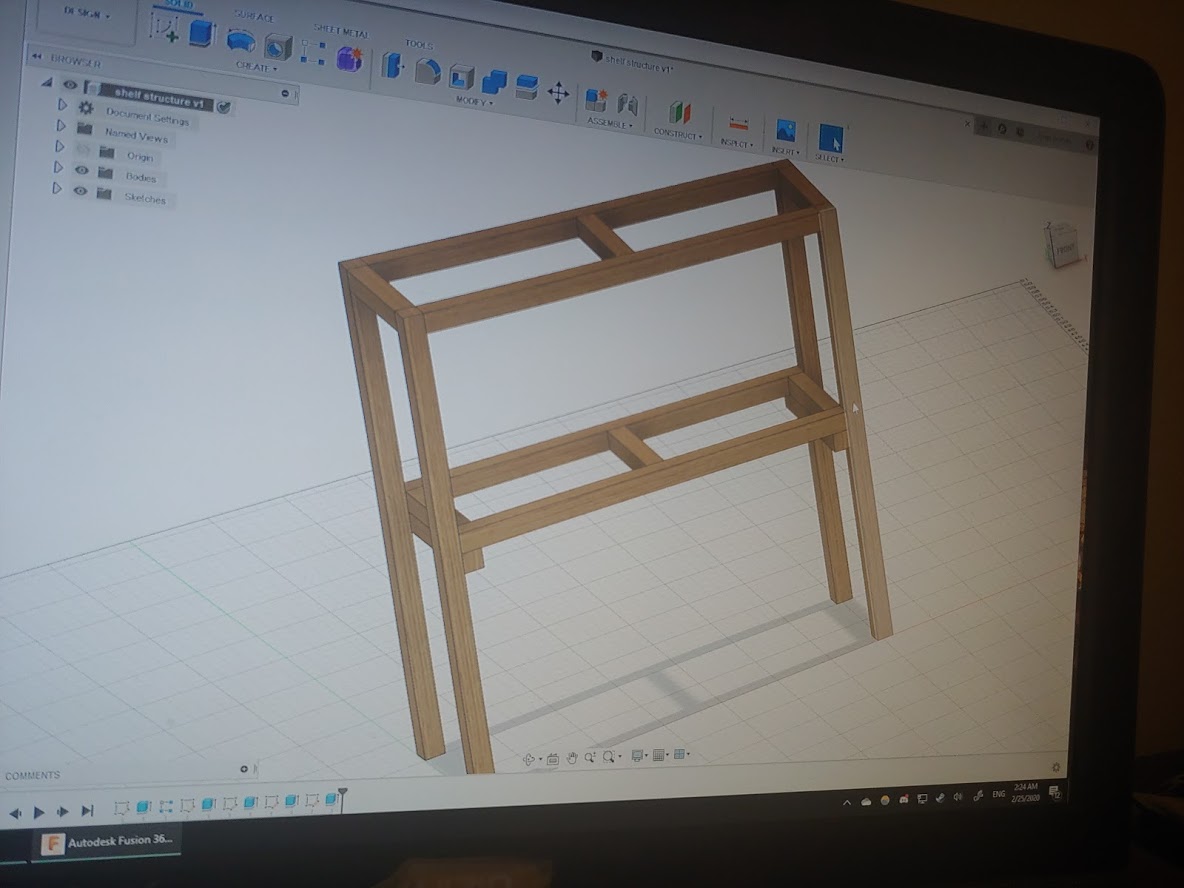 DESIGN
SOLID
SURFACE
SHEET METAL
TOOLS
CREATE
MODIFY
ASSEMBLE
CONSTRUCT
INSPECT
INSERT
SELECT
shelf structure v1*
BROWSER
shelf structure v1
Document Settings
Named Views
Origin
Bodies
Sketches
FRONT
COMMENTS
ENG
2:24 AM
2/25/2020
Autodesk Fusion 36...